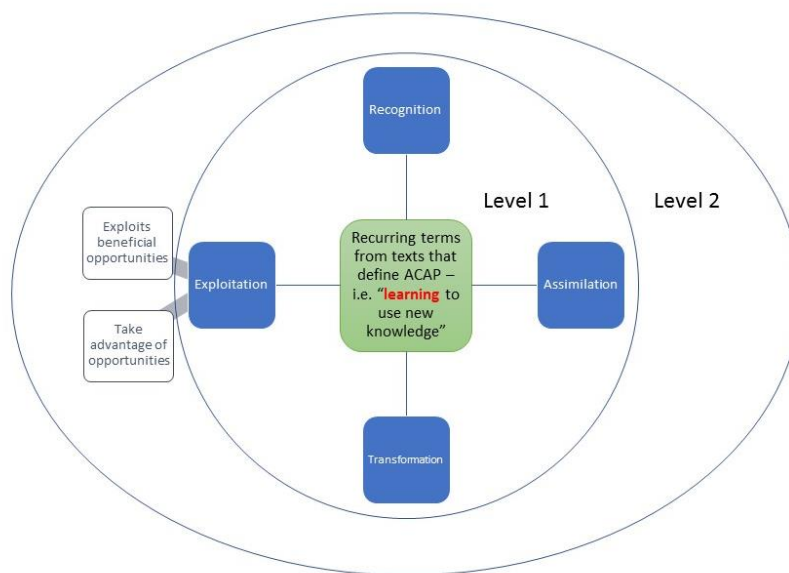 Recognition
Level 1
Level 2
Exploits
beneficial
opportunities
Exploitation
Recurring terms
from texts that
define ACAP –
i.e. “learning to
use new
knowledge”
Assimilation
Take
advantage of
opportunities
Transformation